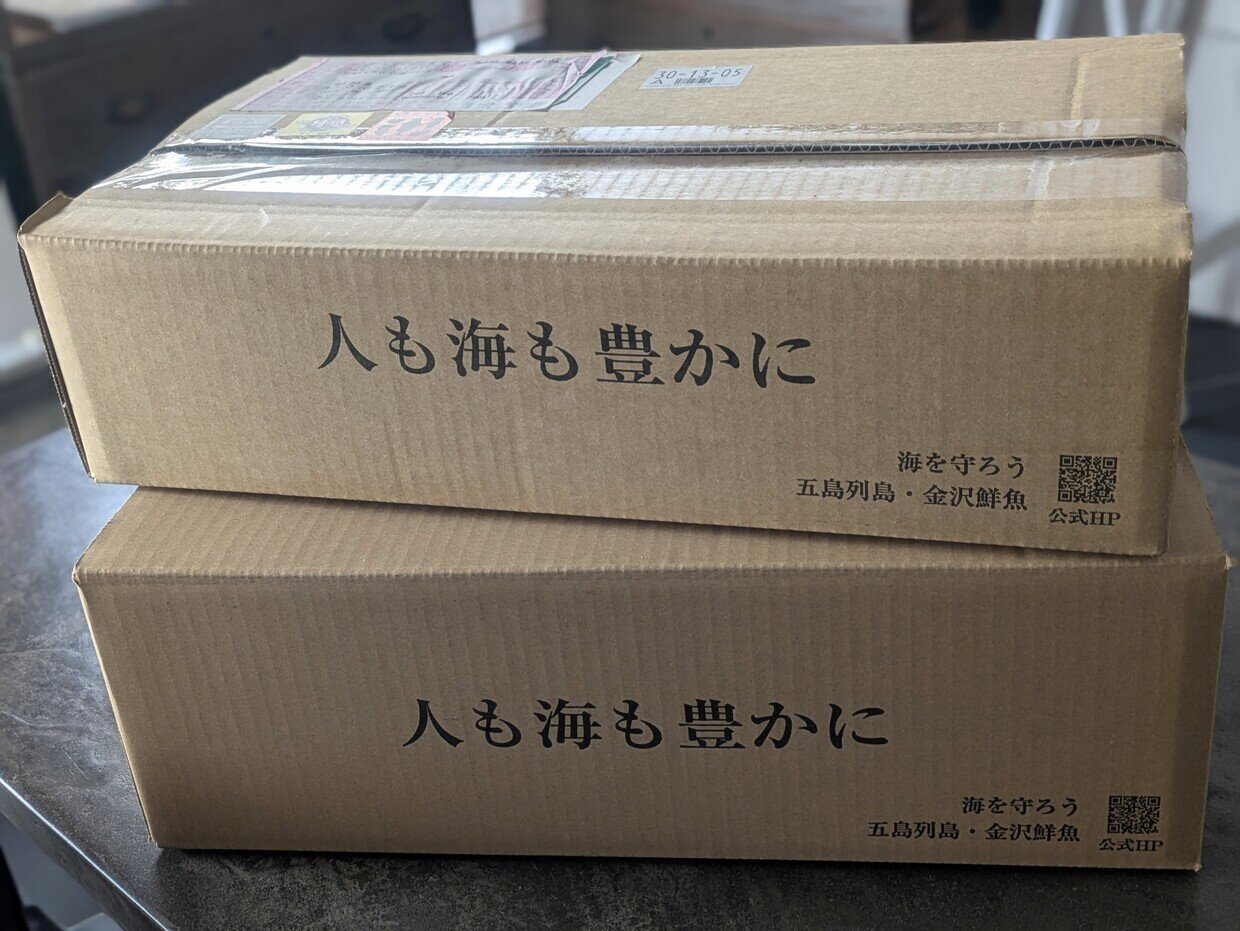 30-13-05
人も海も豊かに
海を守ろう
五島列島・金沢鮮魚
公式HP
人も海も豊かに
海を守ろう
五島列島・金沢鮮魚
公式HP